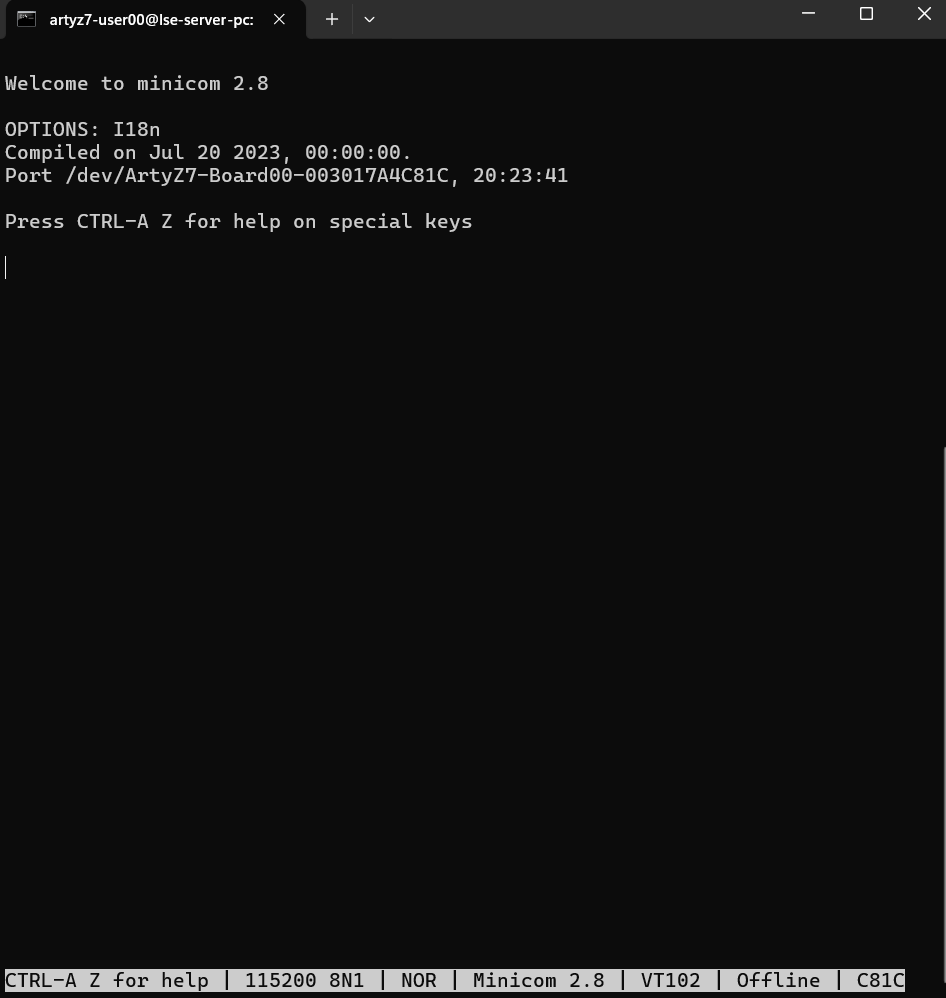 artyz7-user00@lse-server-pc:
Welcome to minicom 2.8
OPTIONS: I18n
Compiled on Jul 20 2023, 00:00:00.
Port /dev/ArtyZ7-Board00-003017A4C81C, 20:23:41
Press CTRL-A Z for help on special keys
CTRL-A Z for help | 115200 8N1 | NOR | Minicom 2.8 | VT102 | Offline | C81C